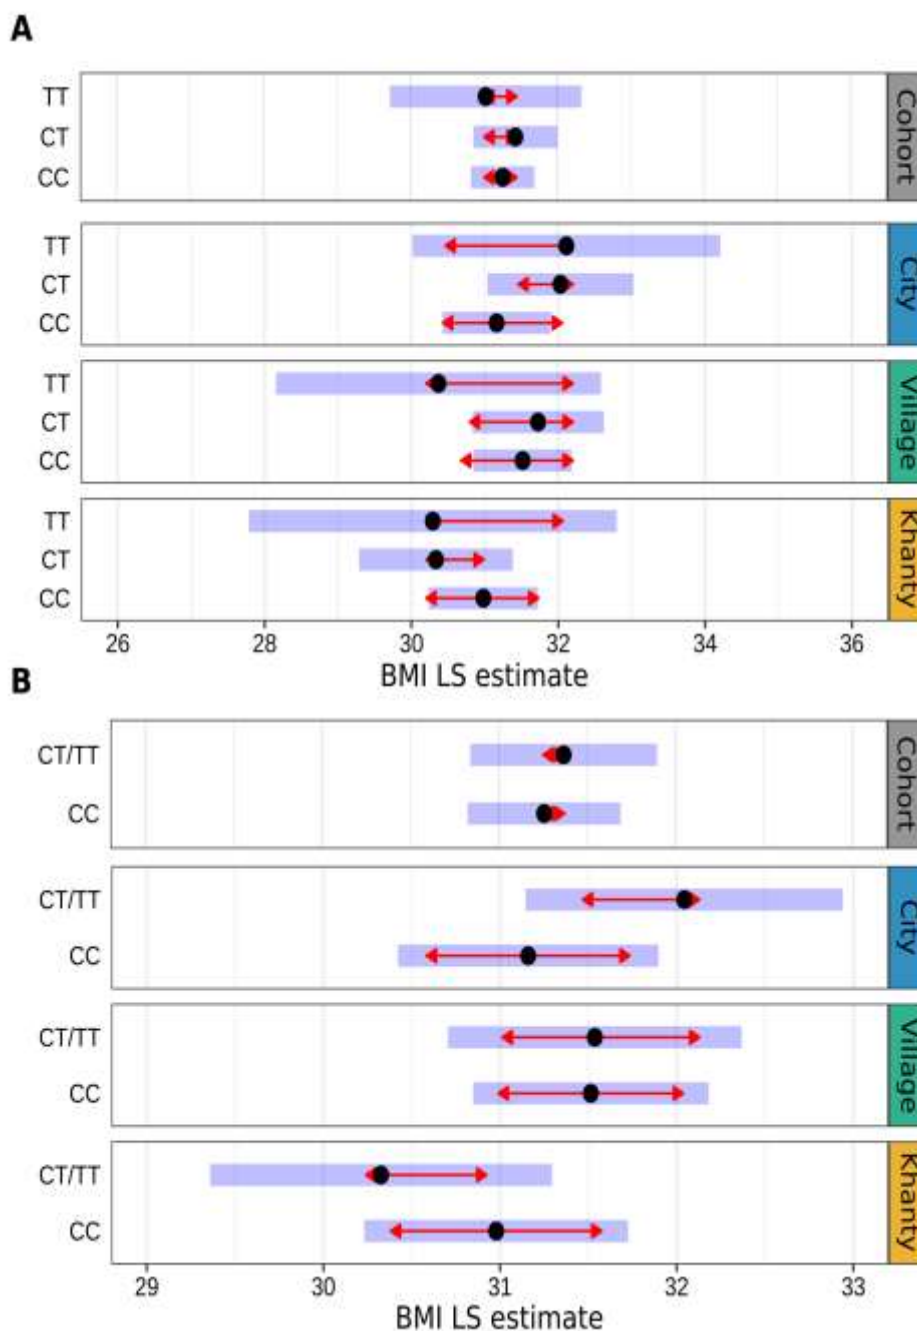 A
TT
CT
CC
Cohort
TT
CT
CC
City
TT
CT
CC
Village
TT
CT
CC
Khanty
26 28 30 32 34 36
BMI LS estimate
B
CT/TT
CC
Cohort
CT/TT
CC
City
CT/TT
CC
Village
CT/TT
CC
Khanty
29 30 31 32 33
BMI LS estimate